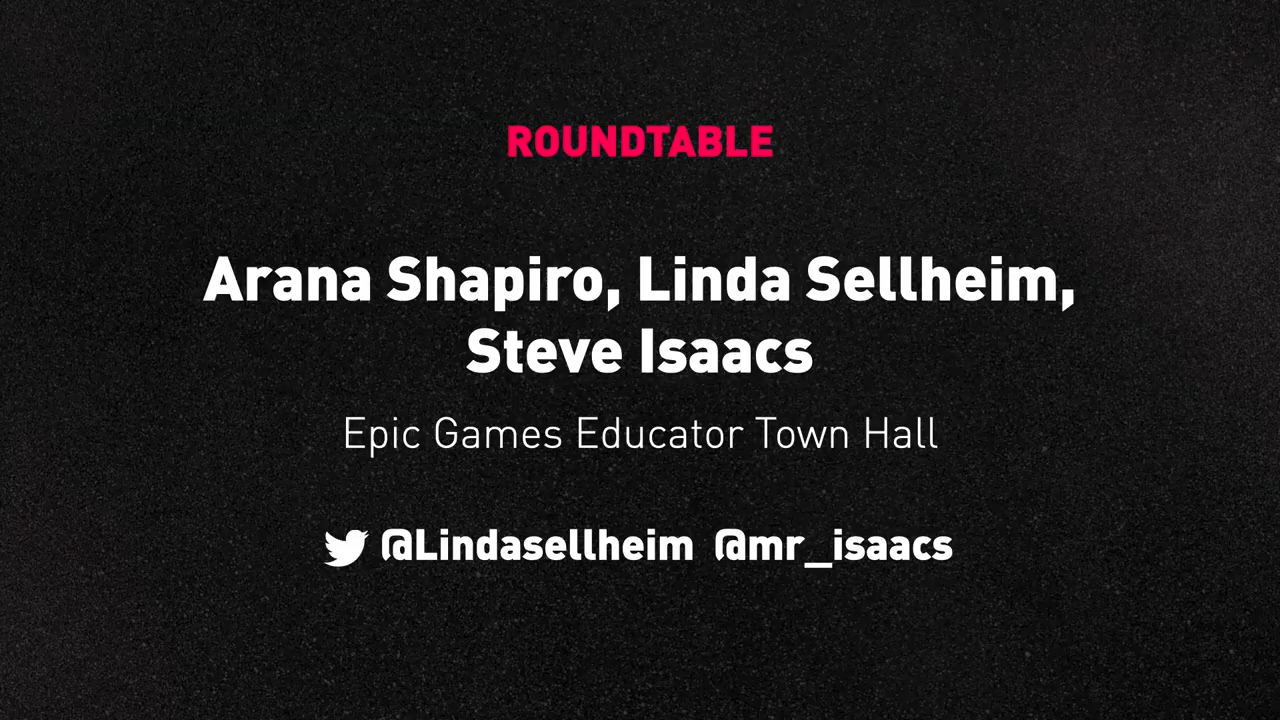 ROUNDTABLE
Arana Shapiro, Linda Sellheim,
Steve Isaacs
Epic Games Educator Town Hall
@Lindasellheim @mr_isaacs